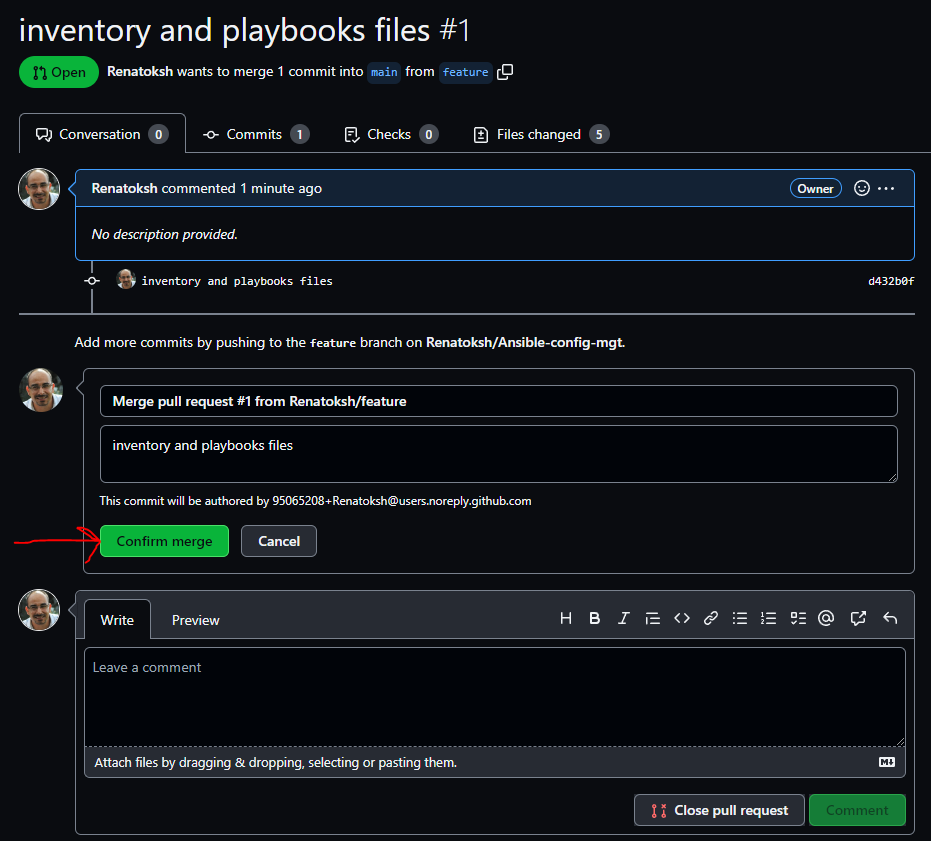 inventory and playbooks files #1
Open Renatoksh wants to merge 1 commit into main from feature
Conversation 0 Commits 1 Checks 0 Files changed 5
Renatoksh commented 1 minute ago Owner
No description provided.
inventory and playbooks files d432b0f
Add more commits by pushing to the feature branch on Renatoksh/Ansible-config-mgt.
Merge pull request #1 from Renatoksh/feature
inventory and playbooks files
This commit will be authored by 95065208+Renatoksh@users.noreply.github.com
Confirm merge Cancel
Write Preview
Leave a comment
Attach files by dragging & dropping, selecting or pasting them.
Close pull request Comment